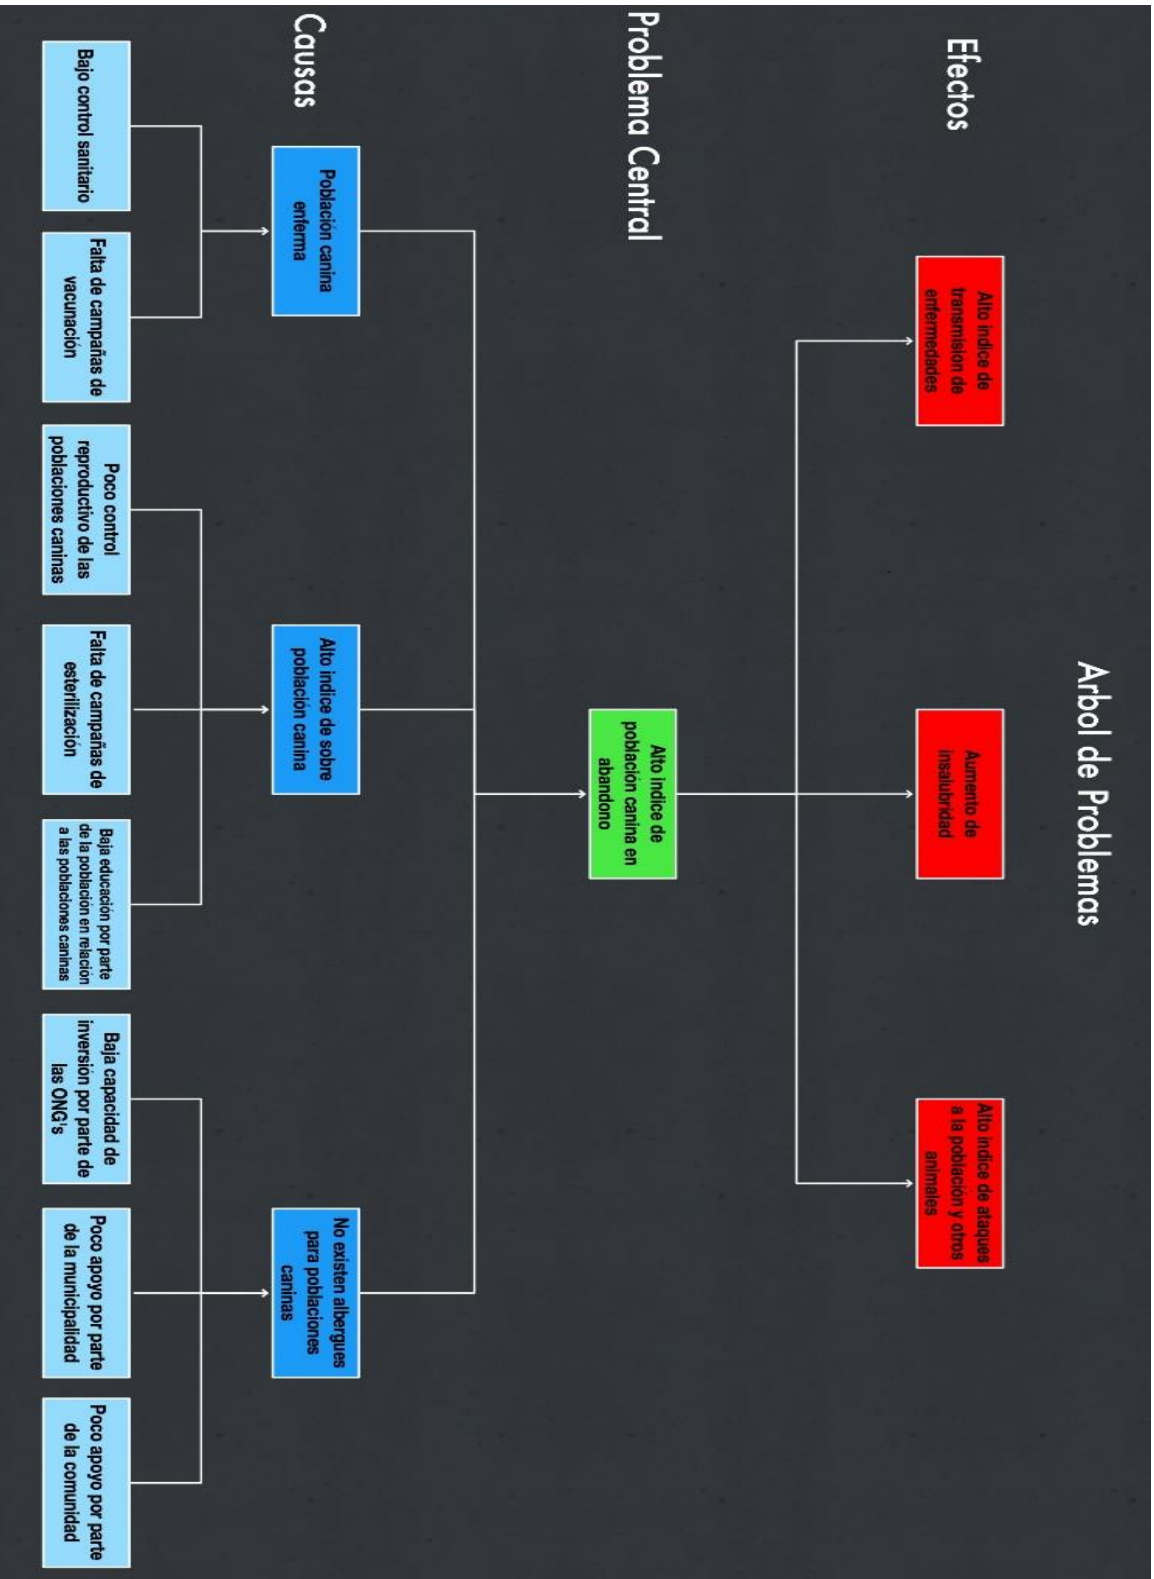 Arbol de Problemas
Efectos
Alto indice de
transmision de
enfermedades
Aumento de
insalubridad
Alto indice de ataques
a la población y otros
animales
Problema Central
Alto indice de
población canina en
abandono
Causas
Población canina
enferma
Alto indice de sobre
población canina
No existen albergues
para poblaciones
caninas
Bajo control sanitario
Falta de campañas de
vacunación
Poco control
reproductivo de las
poblaciones caninas
Falta de campañas de
esterilización
Baja educación por parte
de la población en relación
a las poblaciones caninas
Baja capacidad de
inversión por parte de
las ONG's
Poco apoyo por parte
de la municipalidad
Poco apoyo por parte
de la comunidad